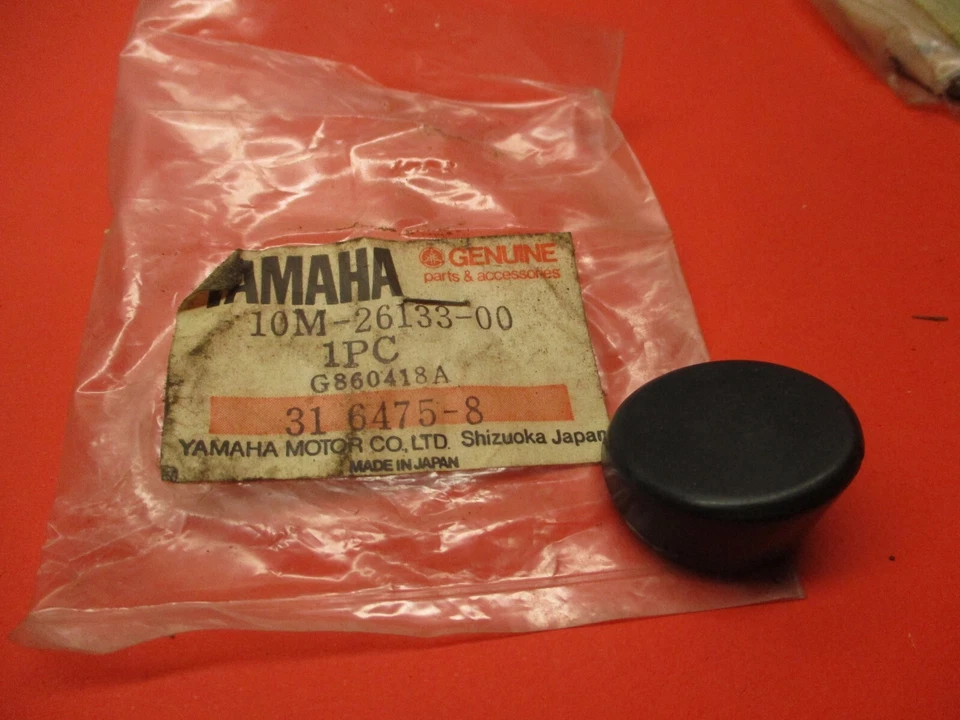 YAMAHA
GENUINE
parts & accessories
10M-26133-00
1PC
G860418A
31 6475-8
YAMAHA MOTOR CO., LTD. Shizuoka Japan
MADE IN JAPAN